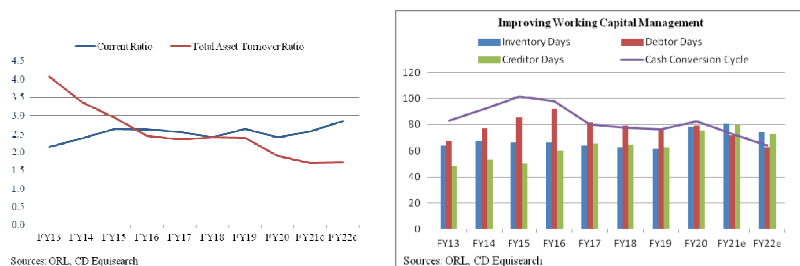 Current Ratio
Total Asset Turnover Ratio
4.5
4.0
3.5
3.0
2.5
2.0
1.5
1.0
0.5
0.0
FY13 FY14 FY15 FY16 FY17 FY18 FY19 FY20 FY21e FY22e
Sources: ORL, CD Equisearch
Improving Working Capital Management
Inventory Days
Debtor Days
Creditor Days
Cash Conversion Cycle
120
100
80
60
40
20
0
FY13 FY14 FY15 FY16 FY17 FY18 FY19 FY20 FY21e FY22e
Sources: ORL, CD Equisearch